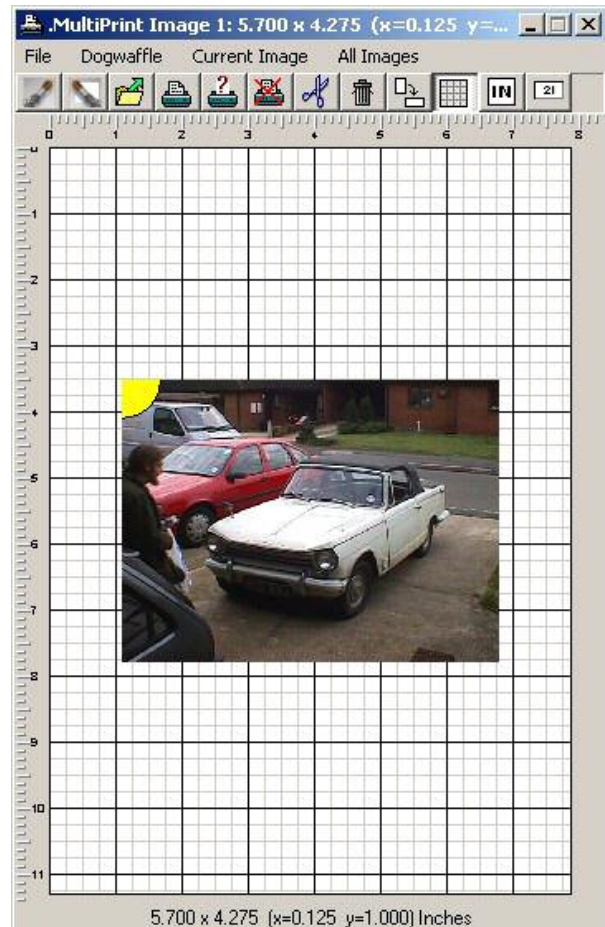 .MultiPrint Image 1: 5.700 x 4.275 (x=0.125 y=...
File Dogwaffle Current Image All Images
? IN 21
0 1 2 3 4 5 6 7 8
0
1
2
3
4
5
6
7
8
9
10
11
5.700 x 4.275 (x=0.125 y=1.000) Inches